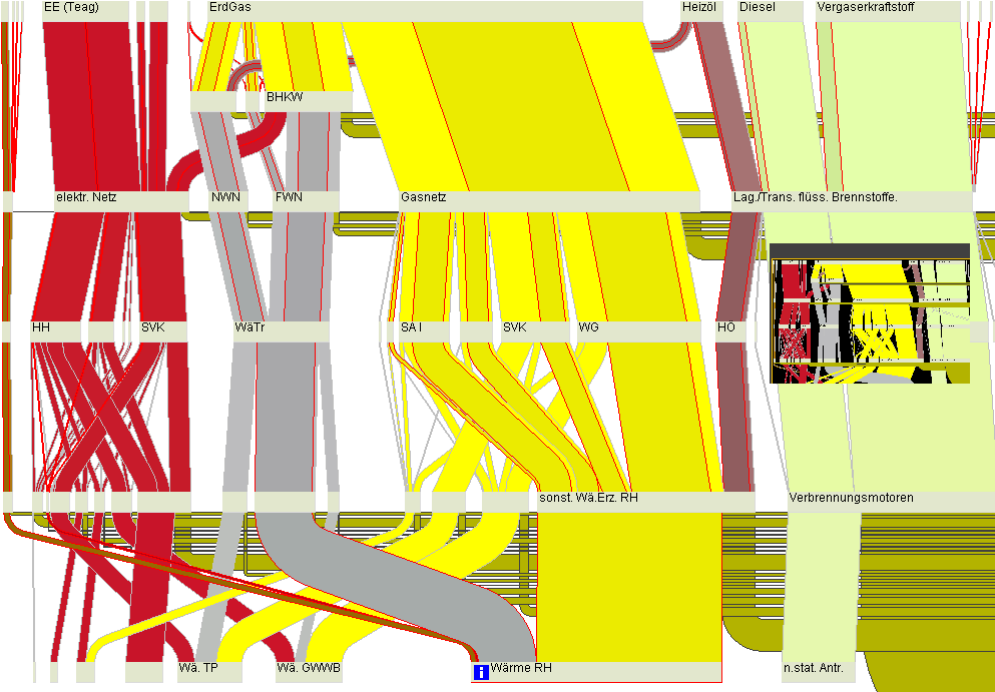 EE (Teag) ErdGas Heizöl Diesel Vergaserkraftstoff
BHKW
elektr. Netz NWN FWN Gasnetz Lag./Trans. flüss. Brennstoffe.
HH SVK WäTr SA I SVK WG HÖ
sonst. Wä.Erz. RH Verbrennungsmotoren
Wä. TP Wä. GWWB i Wärme RH n.stat. Antr.